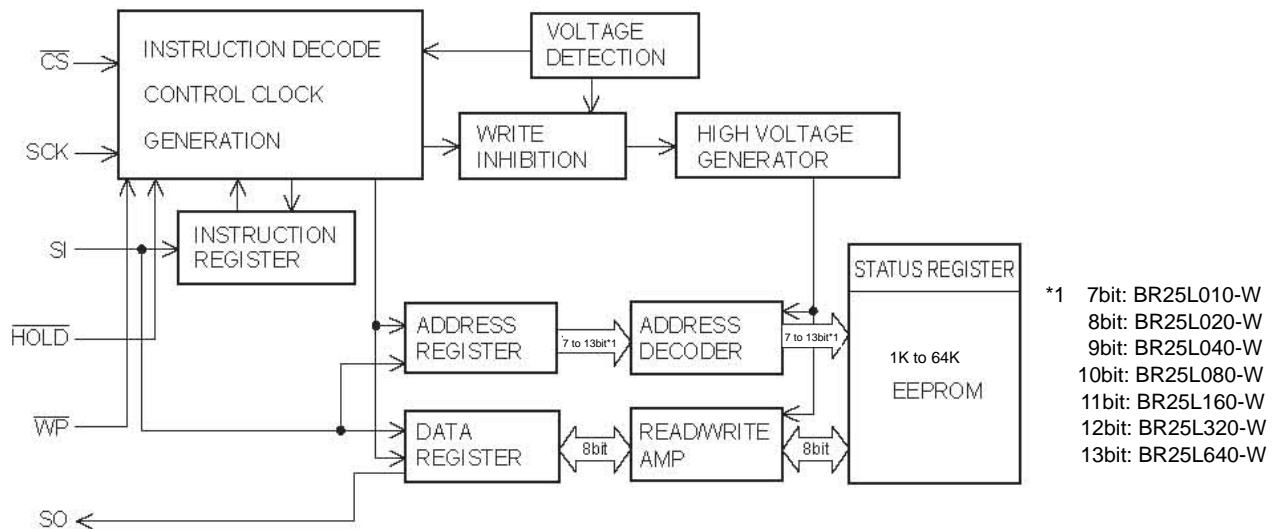 INSTRUCTION DECODE
CONTROL CLOCK
GENERATION
VOLTAGE
DETECTION
CS
SCK
WRITE
INHIBITION
HIGH VOLTAGE
GENERATOR
SI
INSTRUCTION
REGISTER
STATUS REGISTER
HOLD
ADDRESS
REGISTER
7 to 13bit*1
ADDRESS
DECODER
7 to 13bit*1
1K to 64K
EEPROM
WP
DATA
REGISTER
8bit
READ/WRITE
AMP
8bit
SO
*1 7bit: BR25L010-W
8bit: BR25L020-W
9bit: BR25L040-W
10bit: BR25L080-W
11bit: BR25L160-W
12bit: BR25L320-W
13bit: BR25L640-W